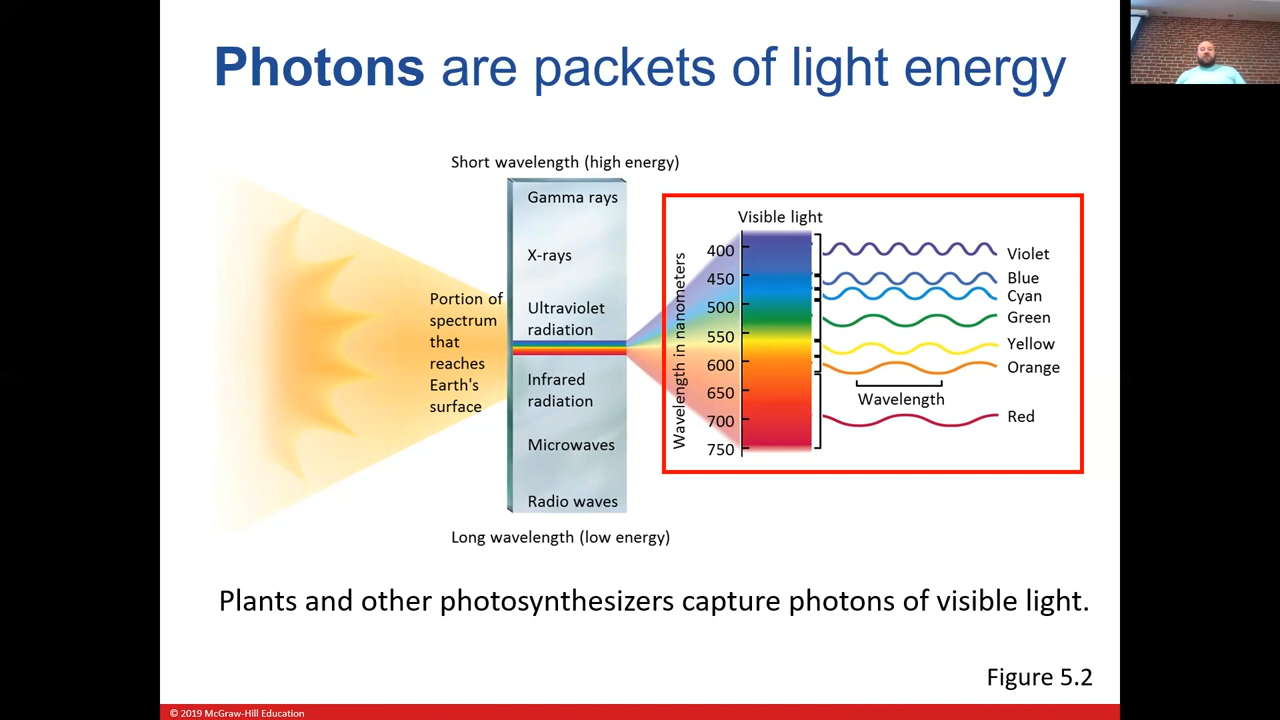 Photons are packets of light energy
Short wavelength (high energy)
Gamma rays
X-rays
Ultraviolet
radiation
Portion of
spectrum
that
reaches
Earth's
surface
Infrared
radiation
Microwaves
Radio waves
Long wavelength (low energy)
Visible light
Wavelength in nanometers
400
450
500
550
600
650
700
750
Violet
Blue
Cyan
Green
Yellow
Orange
Wavelength
Red
Plants and other photosynthesizers capture photons of visible light.
Figure 5.2
© 2019 McGraw-Hill Education